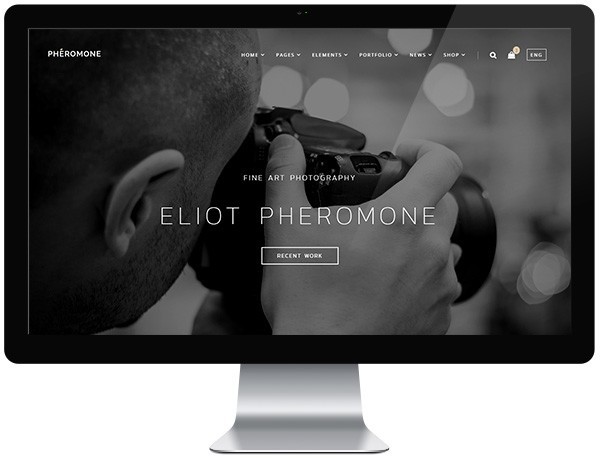 PHĒROMONE HOME PAGES ELEMENTS PORTFOLIO NEWS SHOP ENG
FINE ART PHOTOGRAPHY
ELIOT PHEROMONE
RECENT WORK